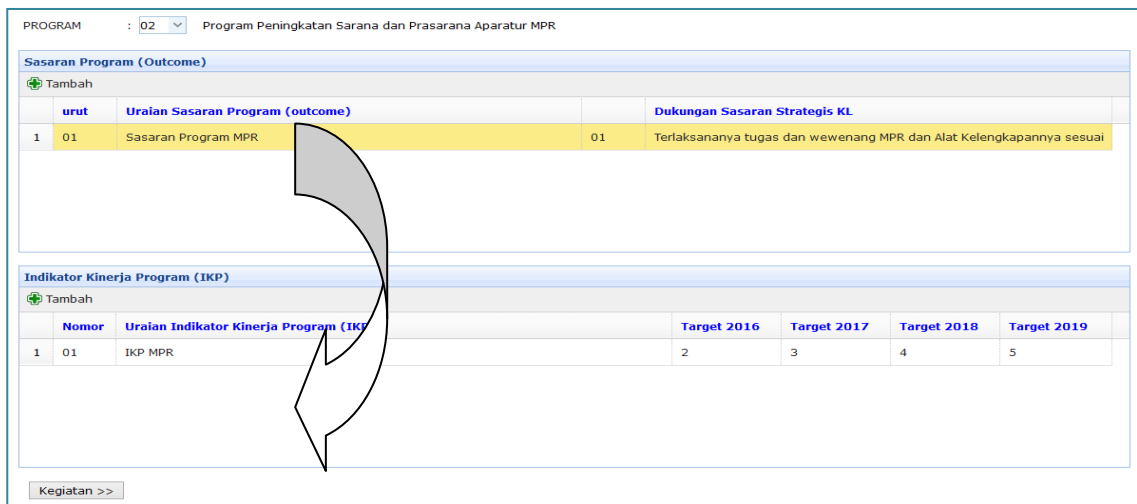 PROGRAM : 02 Program Peningkatan Sarana dan Prasarana Aparatur MPR
Sasaran Program (Outcome)
Tambah
urut Uraian Sasaran Program (outcome) Dukungan Sasaran Strategis KL
1 01 Sasaran Program MPR 01 Terlaksananya tugas dan wewenang MPR dan Alat Kelengkapannya sesuai
Indikator Kinerja Program (IKP)
Tambah
Nomor Uraian Indikator Kinerja Program (IKP Target 2016 Target 2017 Target 2018 Target 2019
1 01 IKP MPR 2 3 4 5
Kegiatan >>